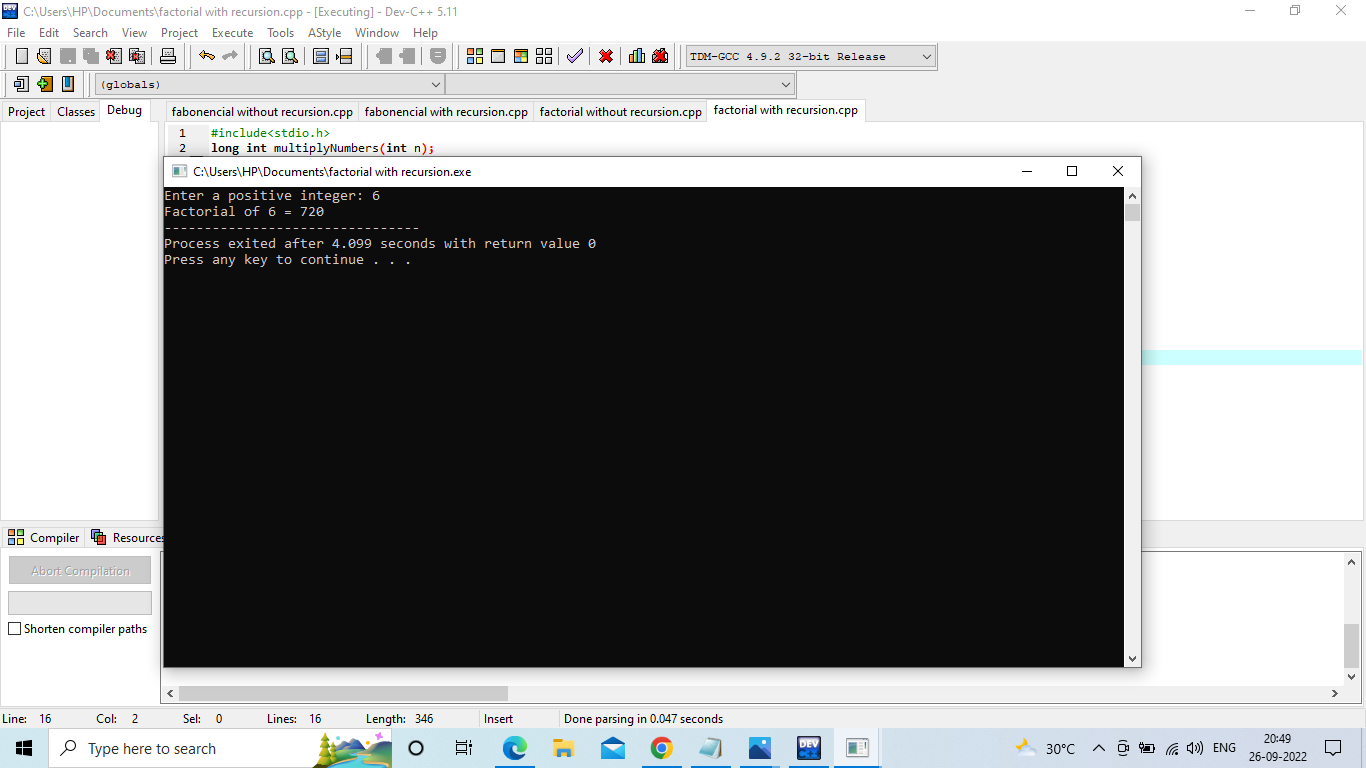 C:\Users\HP\Documents\factorial with recursion.cpp - [Executing] - Dev-C++ 5.11
File Edit Search View Project Execute Tools AStyle Window Help
TDM-GCC 4.9.2 32-bit Release
(globals)
Project Classes Debug
fabonencial without recursion.cpp fabonencial with recursion.cpp factorial without recursion.cpp factorial with recursion.cpp
1 #include<stdio.h>
2 long int multiplyNumbers(int n);
C:\Users\HP\Documents\factorial with recursion.exe
Enter a positive integer: 6
Factorial of 6 = 720
--------------------------------
Process exited after 4.099 seconds with return value 0
Press any key to continue . . .
Compiler Resources
Abort Compilation
Shorten compiler paths
Line: 16 Col: 2 Sel: 0 Lines: 16 Length: 346 Insert Done parsing in 0.047 seconds
Type here to search
DEV C++
30°C
ENG
20:49
26-09-2022